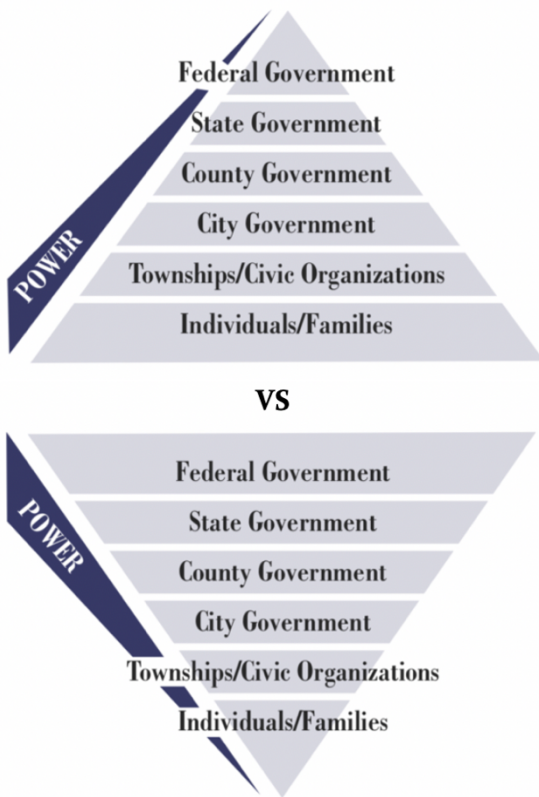 Federal Government
State Government
County Government
City Government
Townships/Civic Organizations
Individuals/Families
POWER
VS
Federal Government
State Government
County Government
City Government
Townships/Civic Organizations
Individuals/Families
POWER